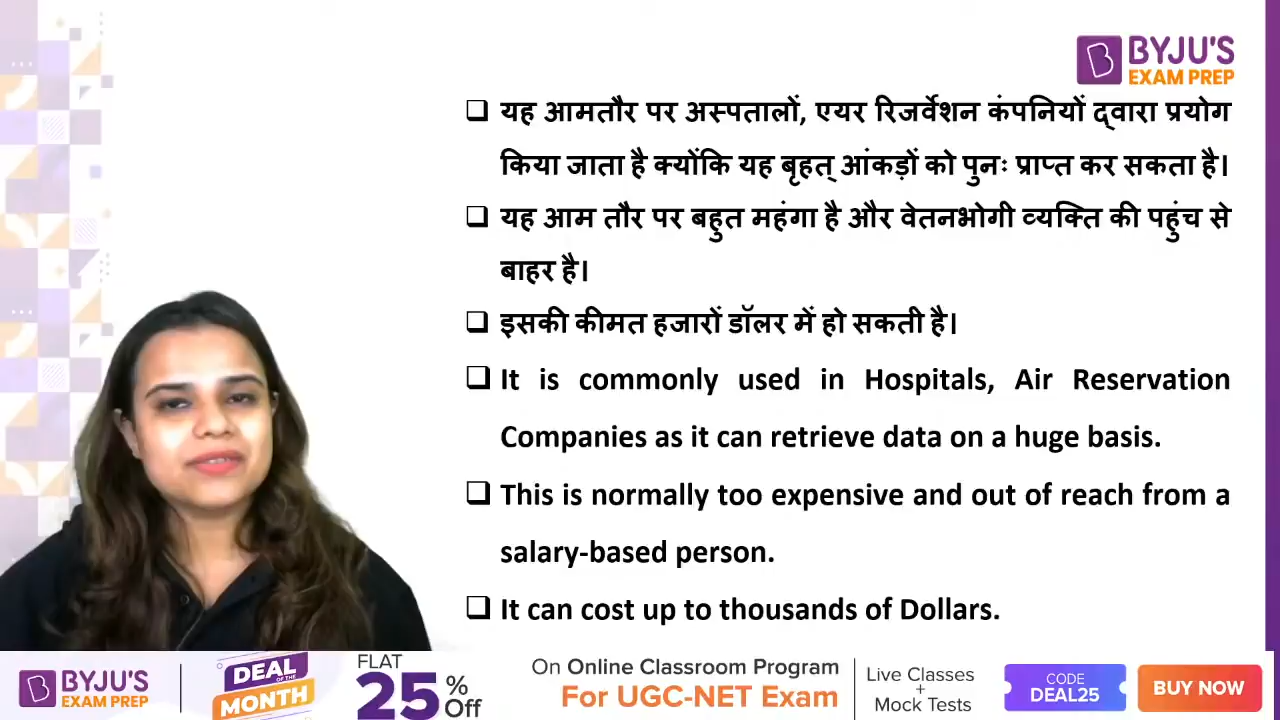 BYJU'S
EXAM PREP
❑ यह आमतौर पर अस्पतालों, एयर रिजर्वेशन कंपनियों द्वारा प्रयोग
किया जाता है क्योंकि यह बृहत् आंकड़ों को पुनः प्राप्त कर सकता है।
❑ यह आम तौर पर बहुत महंगा है और वेतनभोगी व्यक्ति की पहुंच से
बाहर है।
❑ इसकी कीमत हजारों डॉलर में हो सकती है।
❑ It is commonly used in Hospitals, Air Reservation
Companies as it can retrieve data on a huge basis.
❑ This is normally too expensive and out of reach from a
salary-based person.
❑ It can cost up to thousands of Dollars.
BYJU'S
EXAM PREP
DEAL
OF THE
MONTH
FLAT
25% Off
On Online Classroom Program
For UGC-NET Exam
Live Classes
+
Mock Tests
CODE
DEAL25
BUY NOW